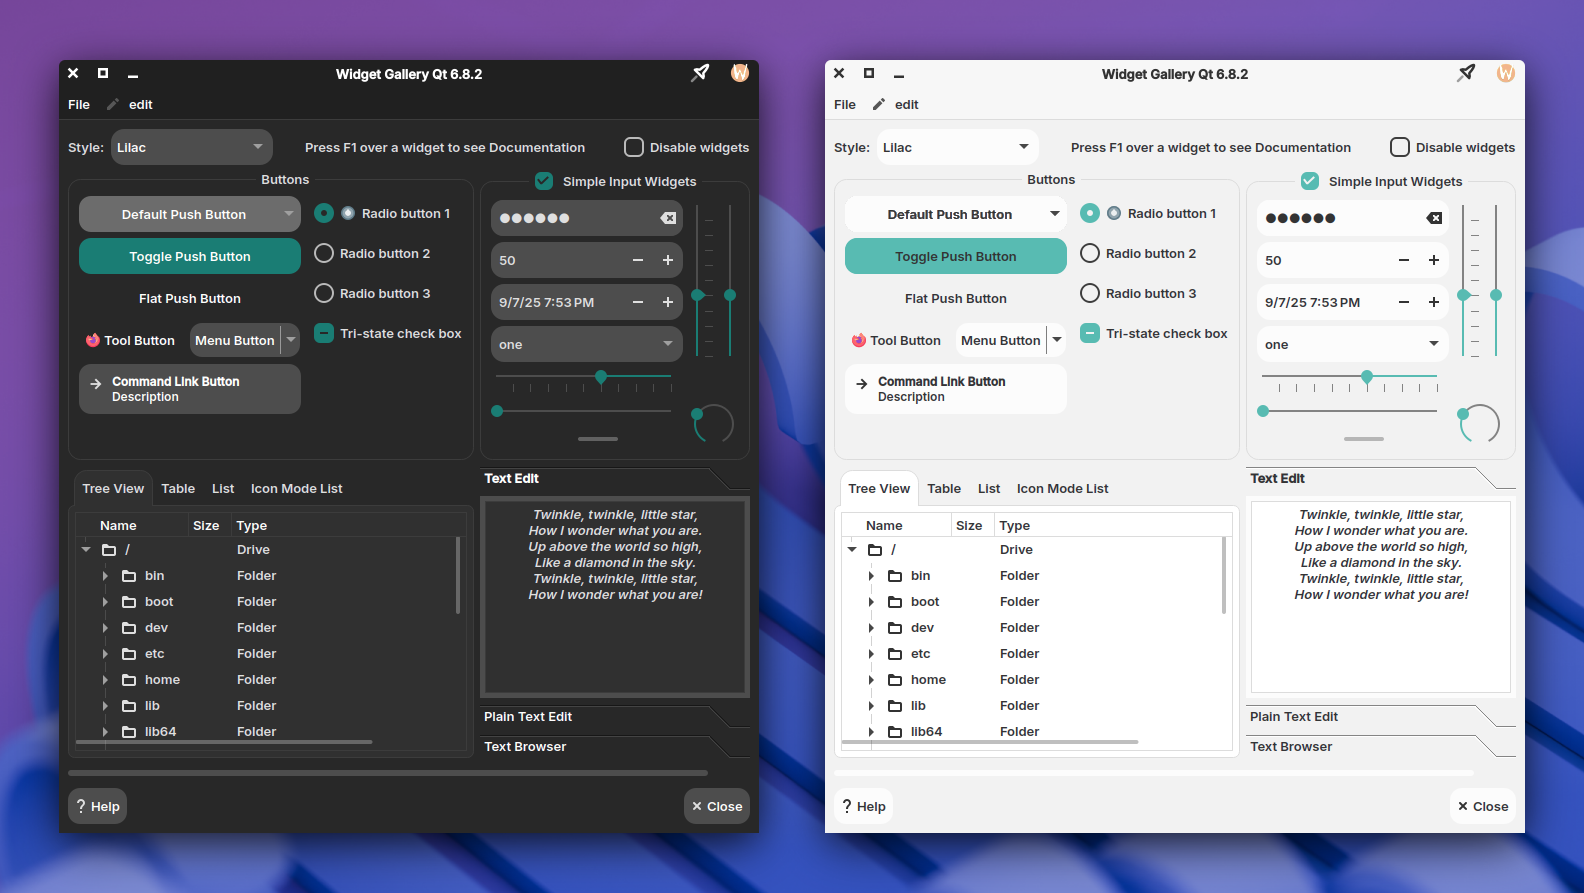 Widget Gallery Qt 6.8.2
File edit
Style: Lilac Press F1 over a widget to see Documentation Disable widgets
Buttons
Default Push Button
Toggle Push Button
Flat Push Button
Tool Button Menu Button
Command Link Button
Description
Radio button 1
Radio button 2
Radio button 3
Tri-state check box
Simple Input Widgets
50
9/7/25 7:53 PM
one
Tree View Table List Icon Mode List
Name Size Type
/ Drive
bin Folder
boot Folder
dev Folder
etc Folder
home Folder
lib Folder
lib64 Folder
Text Edit
Twinkle, twinkle, little star,
How I wonder what you are.
Up above the world so high,
Like a diamond in the sky.
Twinkle, twinkle, little star,
How I wonder what you are!
Plain Text Edit
Text Browser
? Help
Close
Widget Gallery Qt 6.8.2
File edit
Style: Lilac Press F1 over a widget to see Documentation Disable widgets
Buttons
Default Push Button
Toggle Push Button
Flat Push Button
Tool Button Menu Button
Command Link Button
Description
Radio button 1
Radio button 2
Radio button 3
Tri-state check box
Simple Input Widgets
50
9/7/25 7:53 PM
one
Tree View Table List Icon Mode List
Name Size Type
/ Drive
bin Folder
boot Folder
dev Folder
etc Folder
home Folder
lib Folder
lib64 Folder
Text Edit
Twinkle, twinkle, little star,
How I wonder what you are.
Up above the world so high,
Like a diamond in the sky.
Twinkle, twinkle, little star,
How I wonder what you are!
Plain Text Edit
Text Browser
? Help
Close